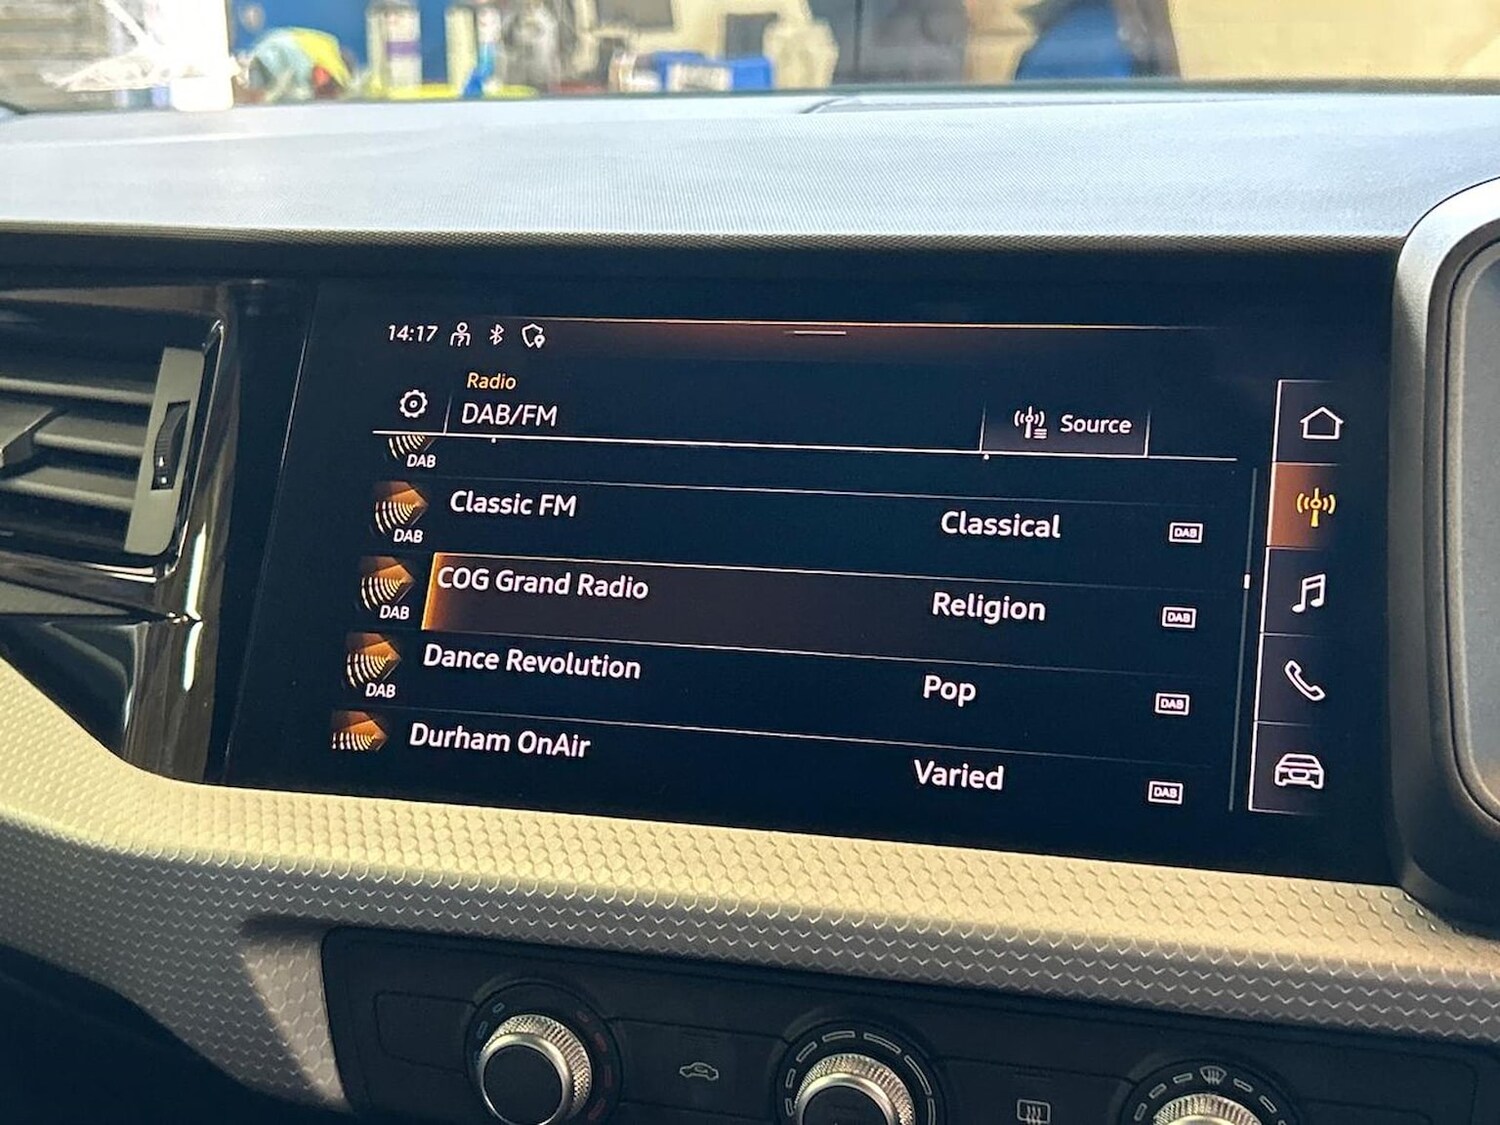 14:17
Radio
DAB/FM
Source
DAB
DAB
Classic FM
Classical
DAB
DAB
COG Grand Radio
Religion
DAB
DAB
Dance Revolution
Pop
DAB
Durham OnAir
Varied
DAB